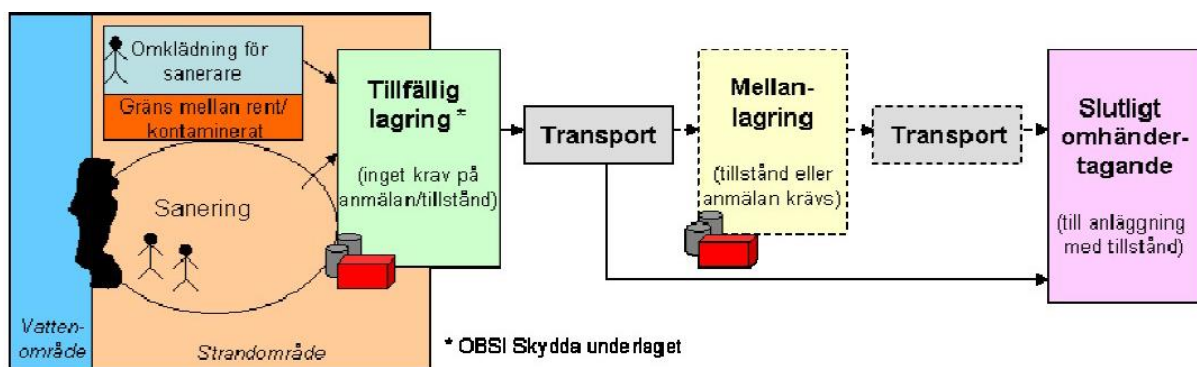 Omklädning för
sanerare
Gräns mellan rent/
kontaminerat
Sanering
Vatten-
område
Strandområde
Tillfällig
lagring *
(inget krav på
anmälan/tillstånd)
* OBS! Skydda underlaget
Transport
Mellan-
lagring
(tillstånd eller
anmälan krävs)
Transport
Slutligt
omhänder-
tagande
(till anläggning
med tillstånd)